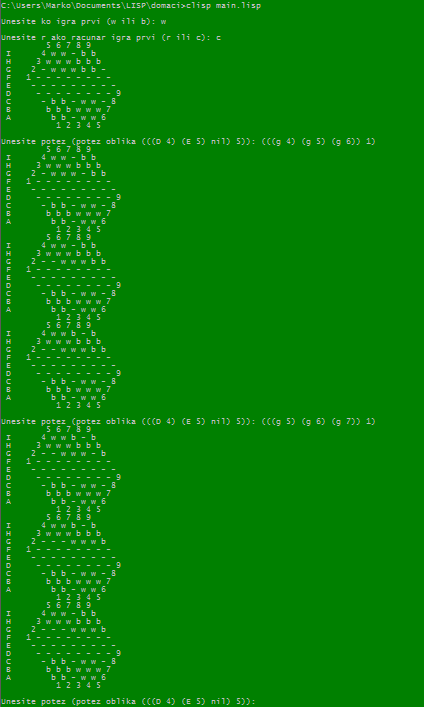 C:\Users\Marko\Documents\LISP\domaci>clisp main.lisp
Unesite ko igra prvi (w ili b): w
Unesite r ako racunar igra prvi (r ili c): c
5 6 7 8 9
I 4 w w - b b
H 3 w w w b b b
G 2 - w w w b b -
F 1 - - - - - - - -
E - - - - - - - - -
D - - - - - - - - 9
C - b b - w w - 8
B b b b w w w 7
A b b - w w 6
1 2 3 4 5
Unesite potez (potez oblika (((D 4) (E 5) nil) 5)): (((g 4) (g 5) (g 6)) 1)
5 6 7 8 9
I 4 w w - b b
H 3 w w w b b b
G 2 - - w w w b b
F 1 - - - - - - - -
E - - - - - - - - -
D - - - - - - - - 9
C - b b - w w - 8
B b b b w w w 7
A b b - w w 6
1 2 3 4 5
5 6 7 8 9
I 4 w w - b b
H 3 w w w b b b
G 2 - - w w w b b
F 1 - - - - - - - -
E - - - - - - - - -
D - - - - - - - - 9
C - b b - w w - 8
B b b b w w w 7
A b b - w w 6
1 2 3 4 5
5 6 7 8 9
I 4 w w b - b
H 3 w w w b b b
G 2 - - w w w b b
F 1 - - - - - - - -
E - - - - - - - - -
D - - - - - - - - 9
C - b b - w w - 8
B b b b w w w 7
A b b - w w 6
1 2 3 4 5
Unesite potez (potez oblika (((D 4) (E 5) nil) 5)): (((g 5) (g 6) (g 7)) 1)
5 6 7 8 9
I 4 w w b - b
H 3 w w w b b b
G 2 - - w w w - b
F 1 - - - - - - - -
E - - - - - - - - -
D - - - - - - - - 9
C - b b - w w - 8
B b b b w w w 7
A b b - w w 6
1 2 3 4 5
5 6 7 8 9
I 4 w w b - b
H 3 w w w b b b
G 2 - - - w w w b
F 1 - - - - - - - -
E - - - - - - - - -
D - - - - - - - - 9
C - b b - w w - 8
B b b b w w w 7
A b b - w w 6
1 2 3 4 5
5 6 7 8 9
I 4 w w b - b
H 3 w w w b b b
G 2 - - - w w w b
F 1 - - - - - - - -
E - - - - - - - - -
D - - - - - - - - 9
C - b b - w w - 8
B b b b w w w 7
A b b - w w 6
1 2 3 4 5
Unesite potez (potez oblika (((D 4) (E 5) nil) 5)):